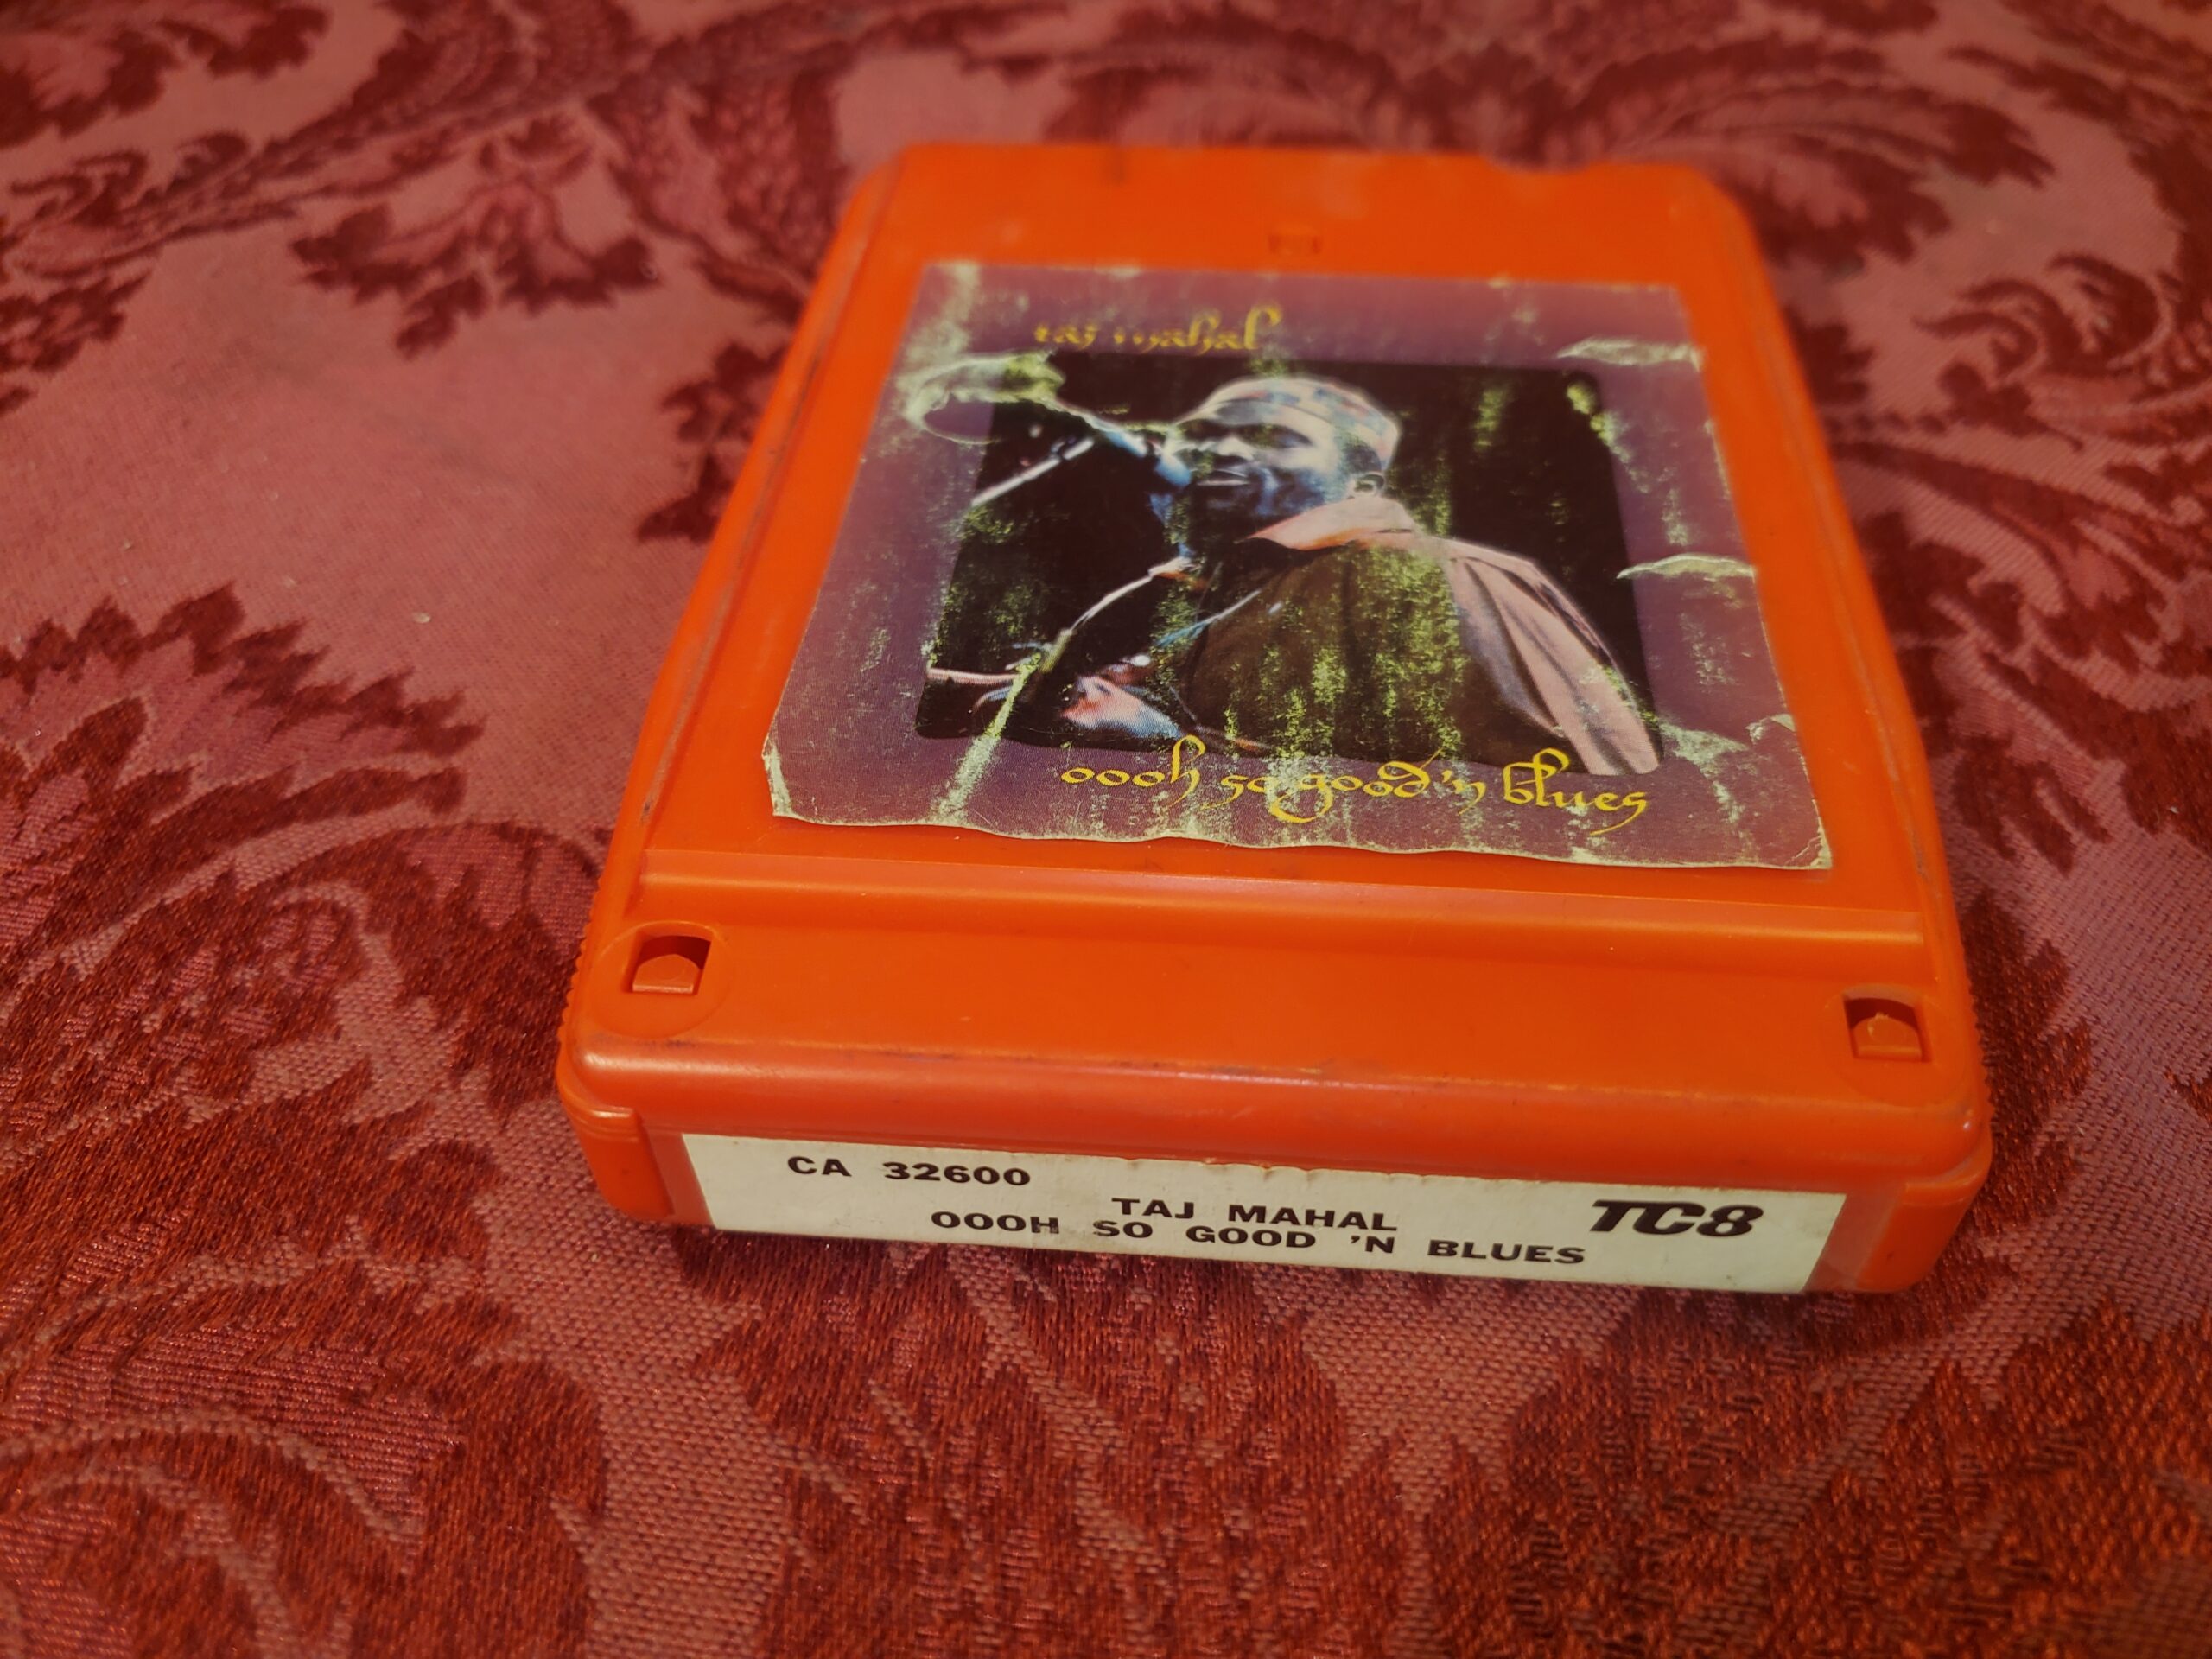 taj mahal
oooh so good 'n blues
CA 32600
TAJ MAHAL
TC8
OOOH SO GOOD 'N BLUES